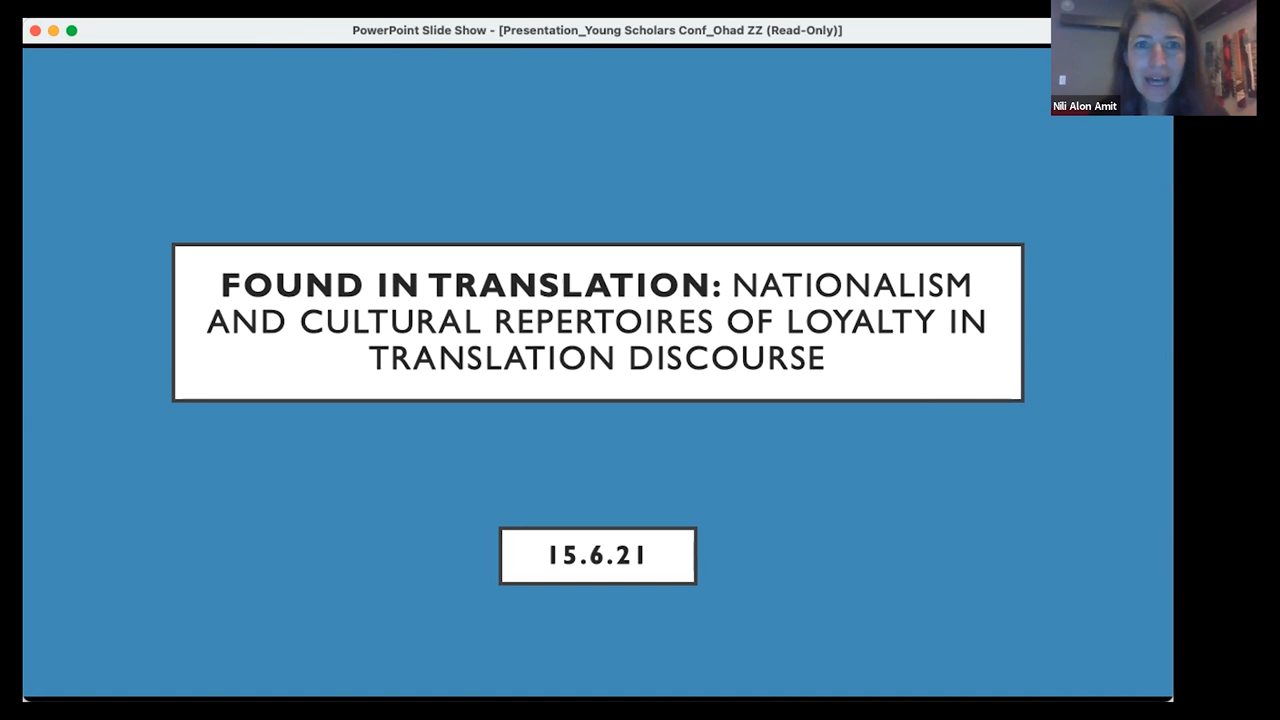 PowerPoint Slide Show - [Presentation_Young Scholars Conf_Ohad ZZ (Read-Only)]
Nili Alon Amit
FOUND IN TRANSLATION: NATIONALISM
AND CULTURAL REPERTOIRES OF LOYALTY IN
TRANSLATION DISCOURSE
15.6.21